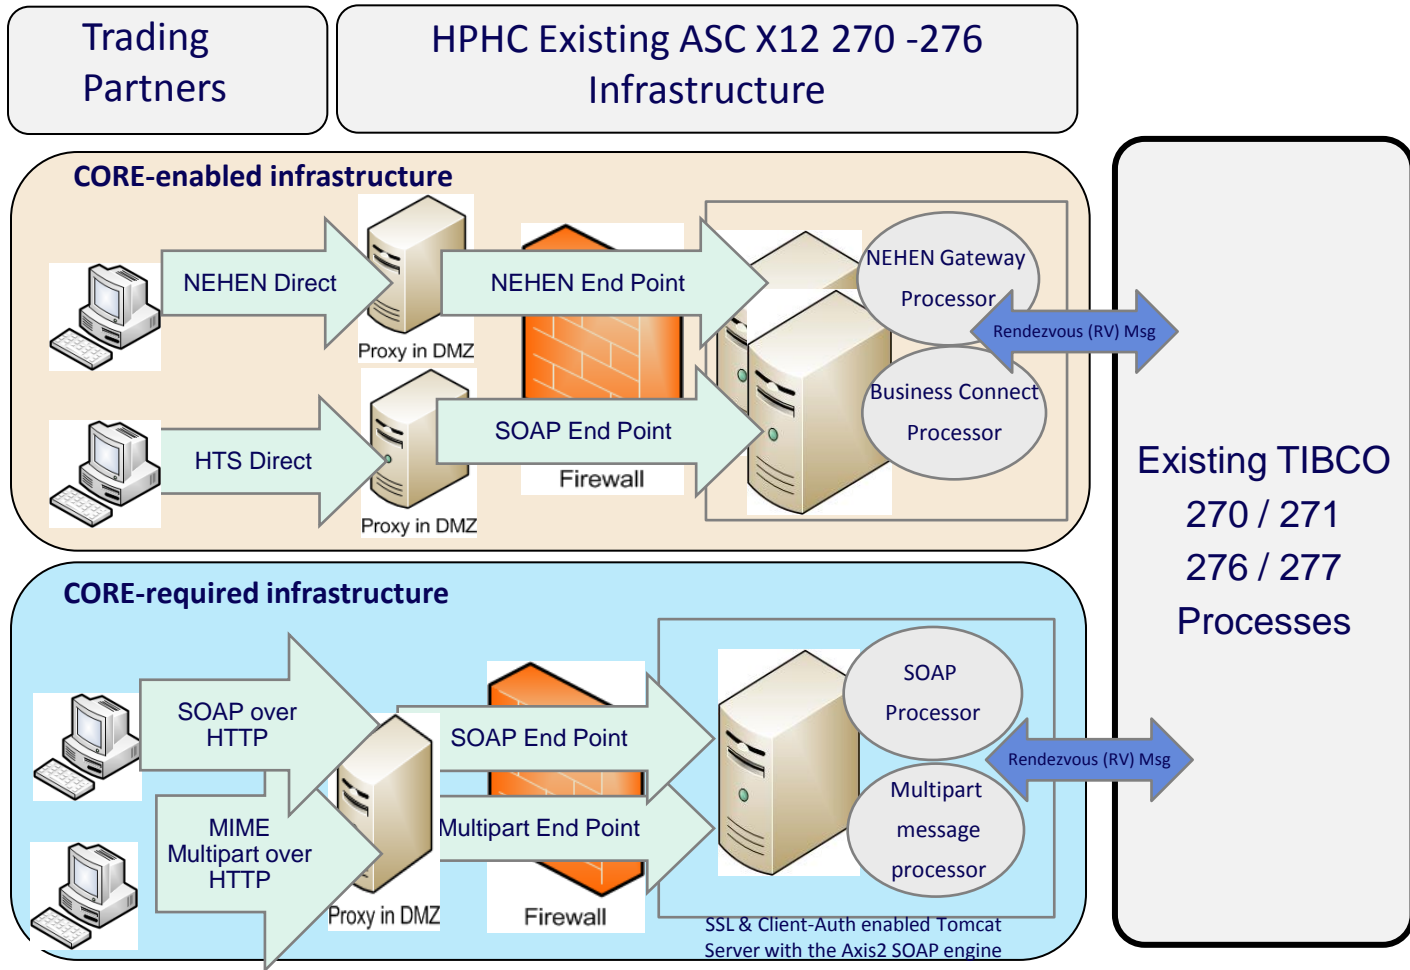 Trading
Partners
HPHC Existing ASC X12 270 -276
Infrastructure
CORE-enabled infrastructure
NEHEN Direct
Proxy in DMZ
NEHEN End Point
NEHEN Gateway
Processor
Rendezvous (RV) Msg
HTS Direct
Proxy in DMZ
SOAP End Point
Firewall
Business Connect
Processor
Existing TIBCO
270 / 271
276 / 277
Processes
CORE-required infrastructure
SOAP over
HTTP
SOAP End Point
SOAP
Processor
Rendezvous (RV) Msg
MIME
Multipart over
HTTP
Proxy in DMZ
Multipart End Point
Firewall
Multipart
message
processor
SSL & Client-Auth enabled Tomcat
Server with the Axis2 SOAP engine